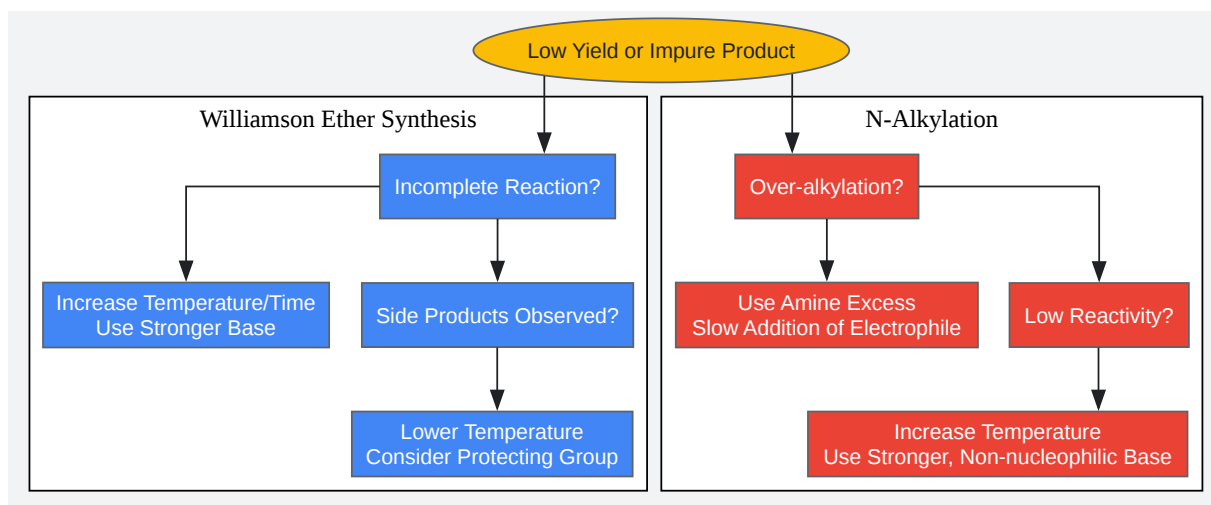 Low Yield or Impure Product
Williamson Ether Synthesis
Incomplete Reaction?
Increase Temperature/Time
Use Stronger Base
Side Products Observed?
Lower Temperature
Consider Protecting Group
N-Alkylation
Over-alkylation?
Use Amine Excess
Slow Addition of Electrophile
Low Reactivity?
Increase Temperature
Use Stronger, Non-nucleophilic Base